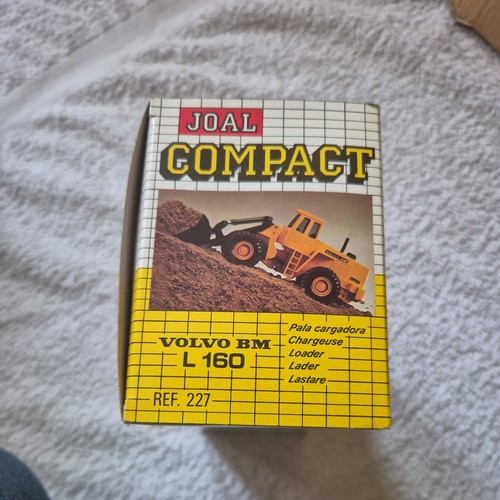 JOAL
COMPACT
VOLVO BM
L 160
Pala cargadora
Chargeuse
Loader
Lader
Lastare
REF. 227